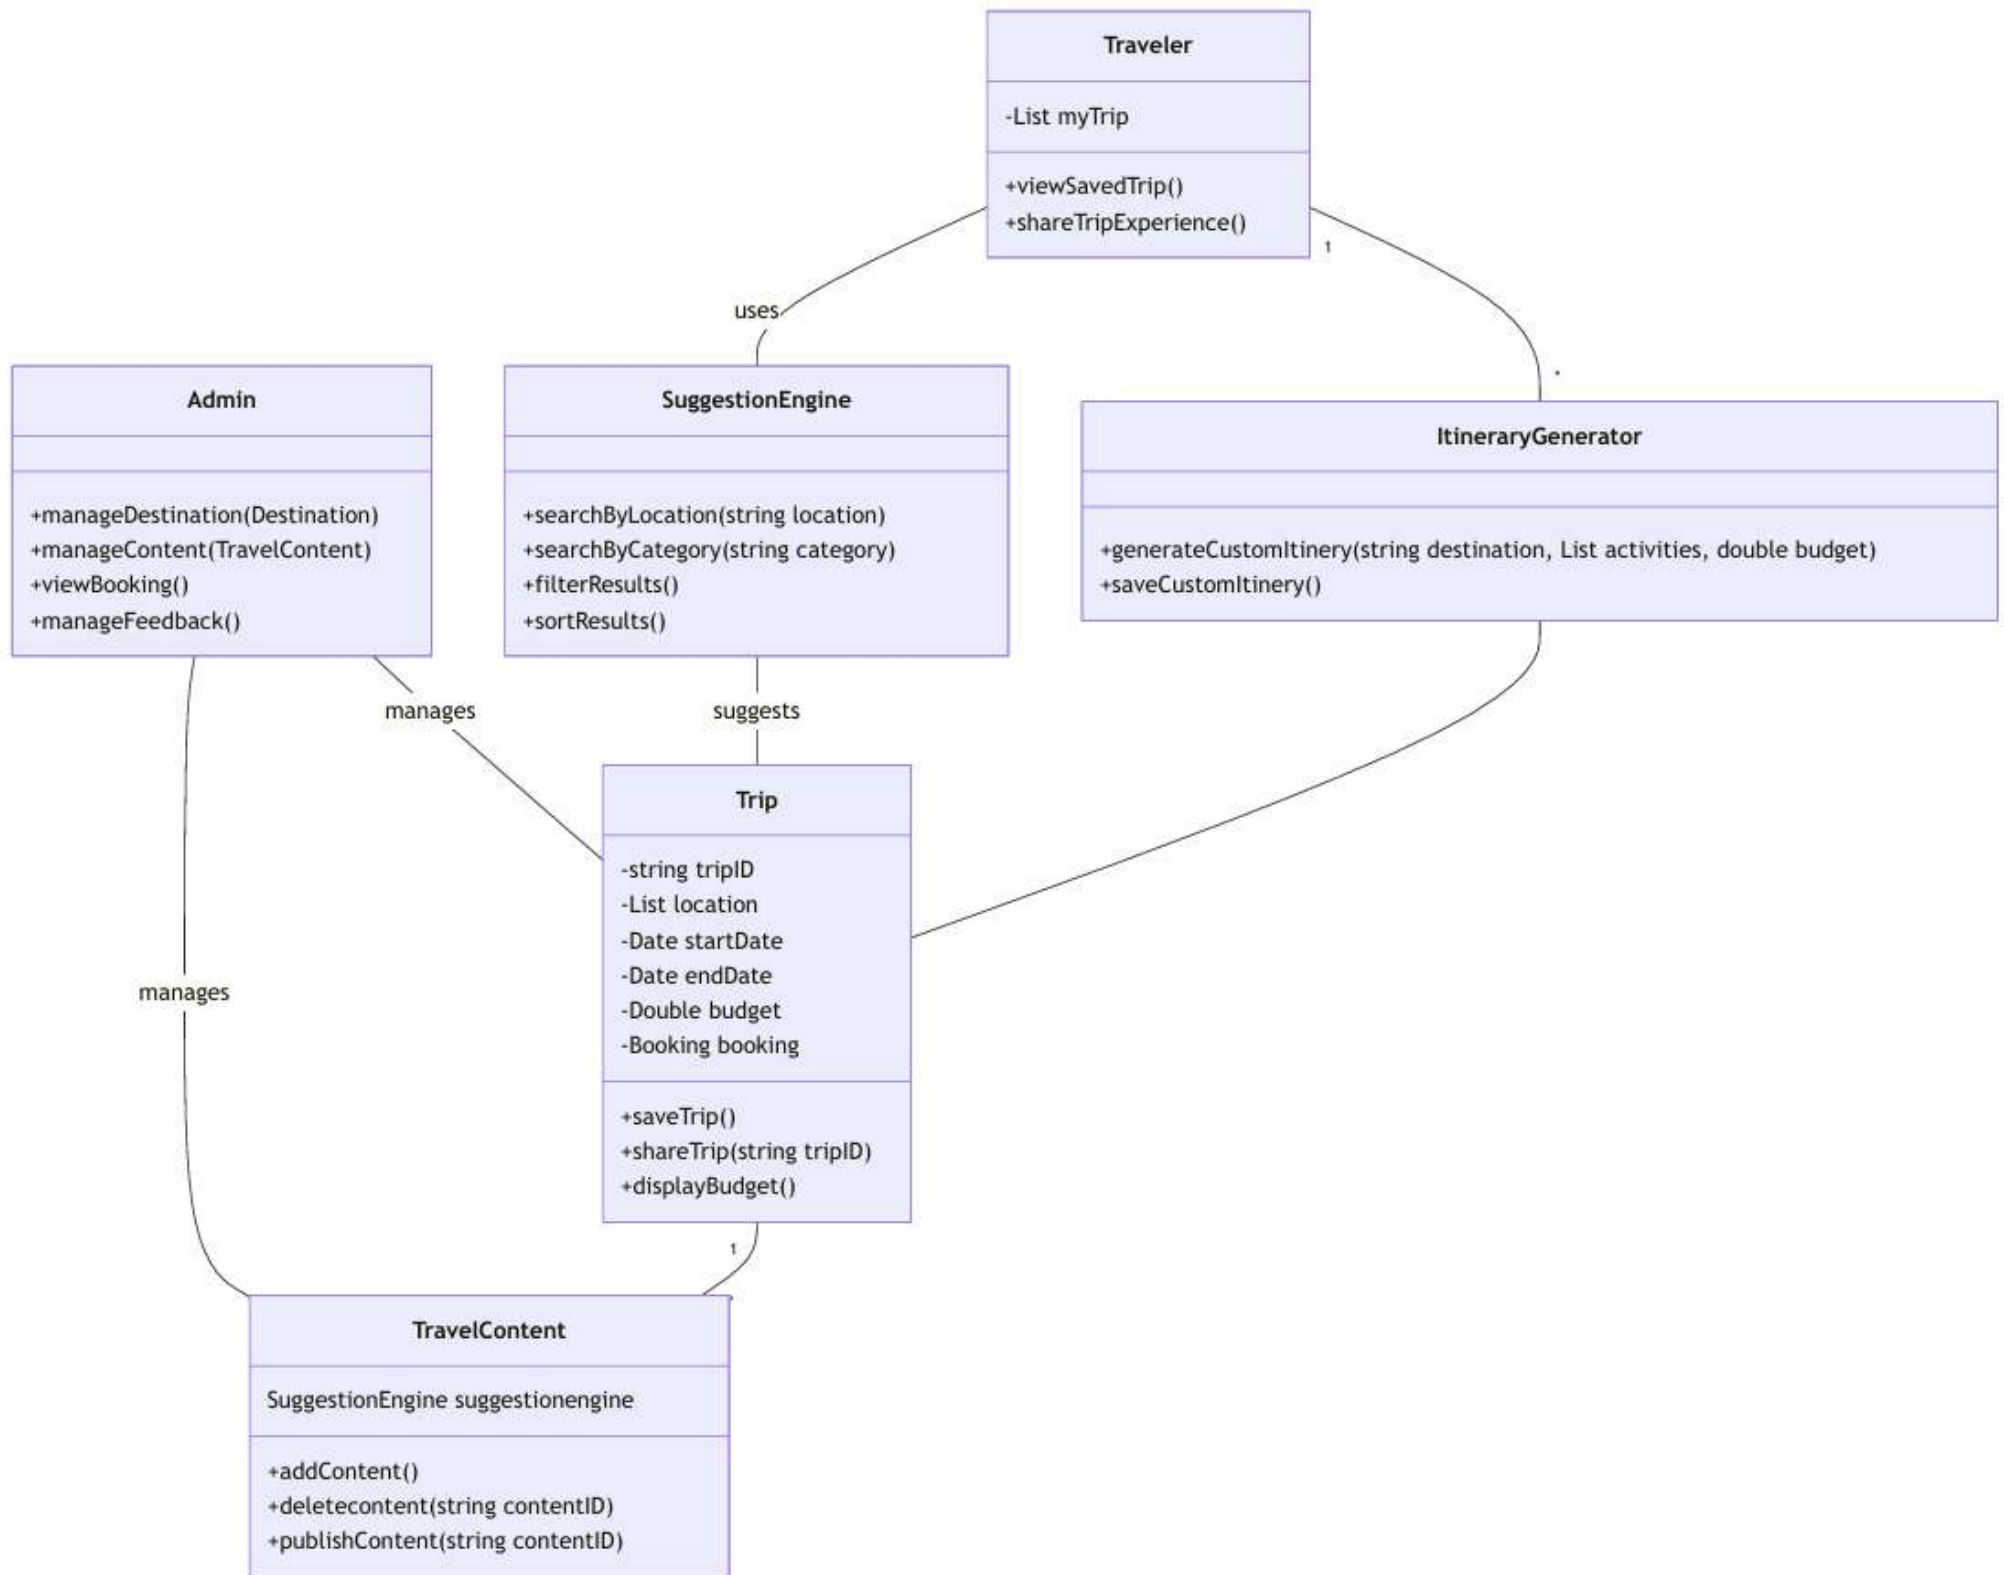 Traveler
-List myTrip
+viewSavedTrip()
+shareTripExperience()
1
uses
*
Admin
+manageDestination(Destination)
+manageContent(TravelContent)
+viewBooking()
+manageFeedback()
SuggestionEngine
+searchByLocation(string location)
+searchByCategory(string category)
+filterResults()
+sortResults()
ItineraryGenerator
+generateCustomItinery(string destination, List activities, double budget)
+saveCustomItinery()
manages
suggests
Trip
-string tripID
-List location
-Date startDate
-Date endDate
-Double budget
-Booking booking
+saveTrip()
+shareTrip(string tripID)
+displayBudget()
manages
1
TravelContent
SuggestionEngine suggestionengine
+addContent()
+deletecontent(string contentID)
+publishContent(string contentID)